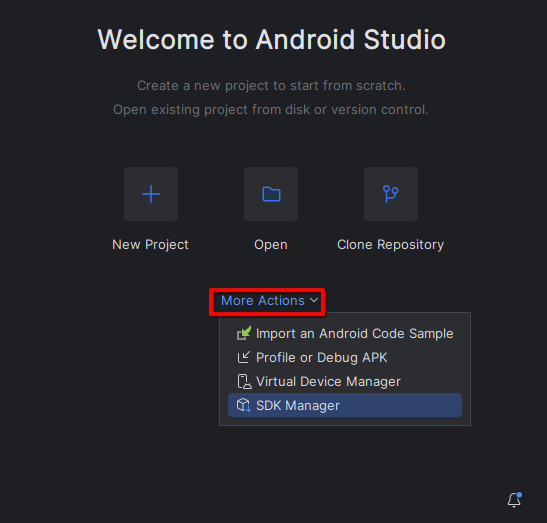 Welcome to Android Studio
Create a new project to start from scratch.
Open existing project from disk or version control.
New Project
Open
Clone Repository
More Actions
Import an Android Code Sample
Profile or Debug APK
Virtual Device Manager
SDK Manager